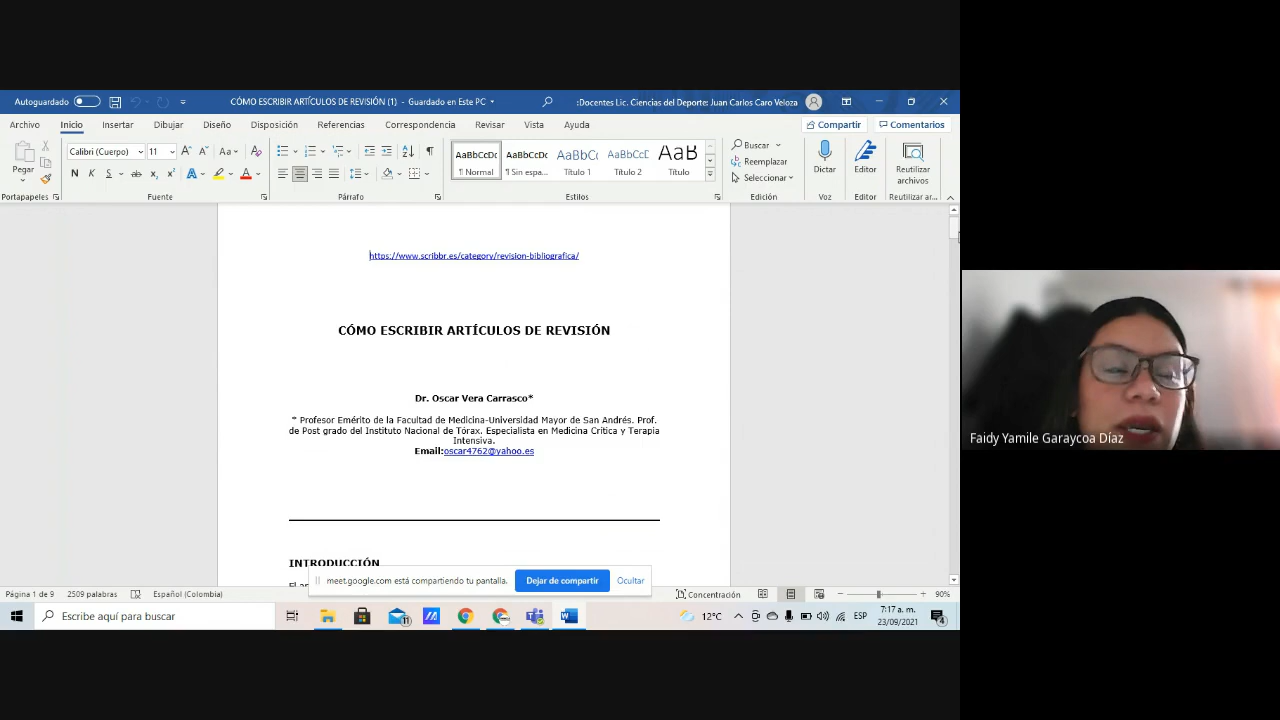 Autoguardado
CÓMO ESCRIBIR ARTÍCULOS DE REVISIÓN (1) - Guardado en Este PC
:Docentes Lic. Ciencias del Deporte: Juan Carlos Caro Veloza
Archivo Inicio Insertar Dibujar Diseño Disposición Referencias Correspondencia Revisar Vista Ayuda Compartir Comentarios
Pegar
Calibri (Cuerpo) 11
N K S ab
AaBbCcDc AaBbCcDc AaBbCc AaBbCcD AaB
¶ Normal ¶ Sin espa... Título 1 Título 2 Título
Buscar
Reemplazar
Seleccionar
Dictar Editor Reutilizar archivos
Portapapeles Fuente Párrafo Estilos Edición Voz Editor Reutilizar ar...
https://www.scribbr.es/category/revision-bibliografica/
CÓMO ESCRIBIR ARTÍCULOS DE REVISIÓN
Dr. Oscar Vera Carrasco*
* Profesor Emérito de la Facultad de Medicina-Universidad Mayor de San Andrés. Prof.
de Post grado del Instituto Nacional de Tórax. Especialista en Medicina Crítica y Terapia
Intensiva.
Email:oscar4762@yahoo.es
INTRODUCCIÓN
meet.google.com está compartiendo tu pantalla. Dejar de compartir Ocultar
Página 1 de 9 2509 palabras Español (Colombia) Concentración 90%
Escribe aquí para buscar
11
12°C ESP 7:17 a. m.
23/09/2021
4
Faidy Yamile Garaycoa Díaz